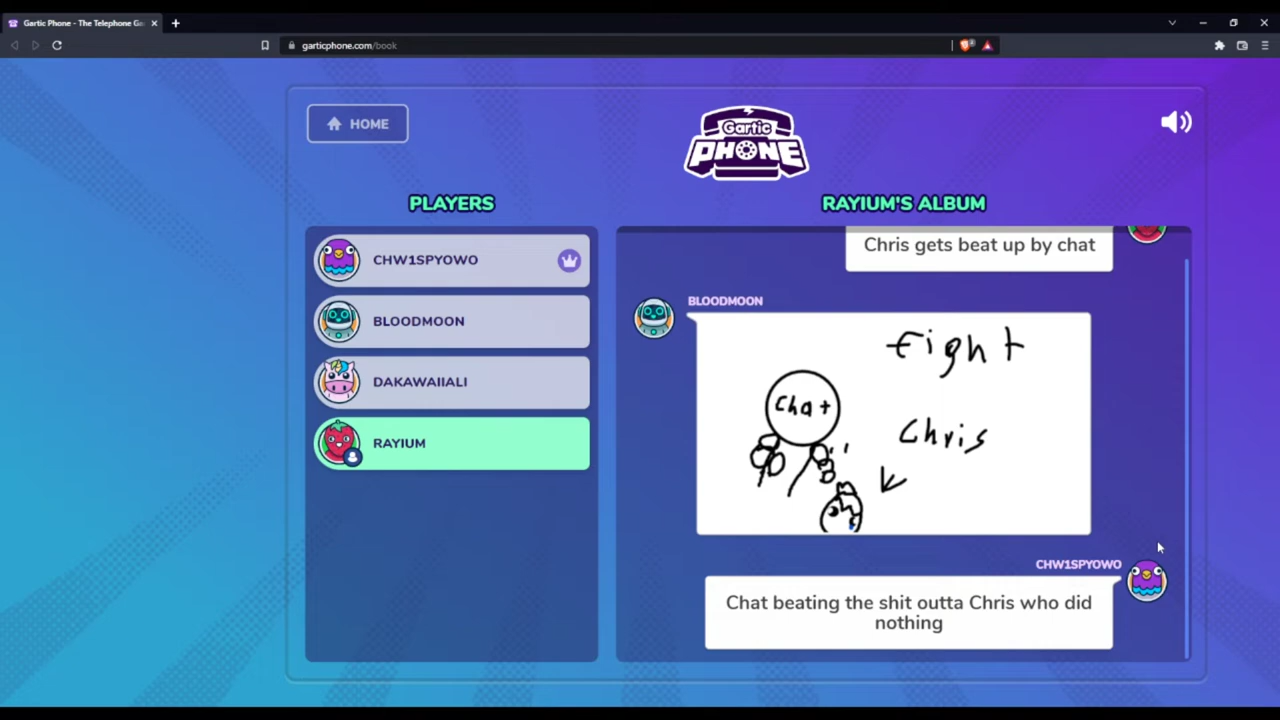 Gartic Phone - The Telephone Ga
garticphone.com/book
HOME
Gartic
PHONE
PLAYERS
CHW1SPYOWO
BLOODMOON
DAKAWAIIALI
RAYIUM
RAYIUM'S ALBUM
Chris gets beat up by chat
BLOODMOON
Fight
Chat
Chris
CHW1SPYOWO
Chat beating the shit outta Chris who did
nothing